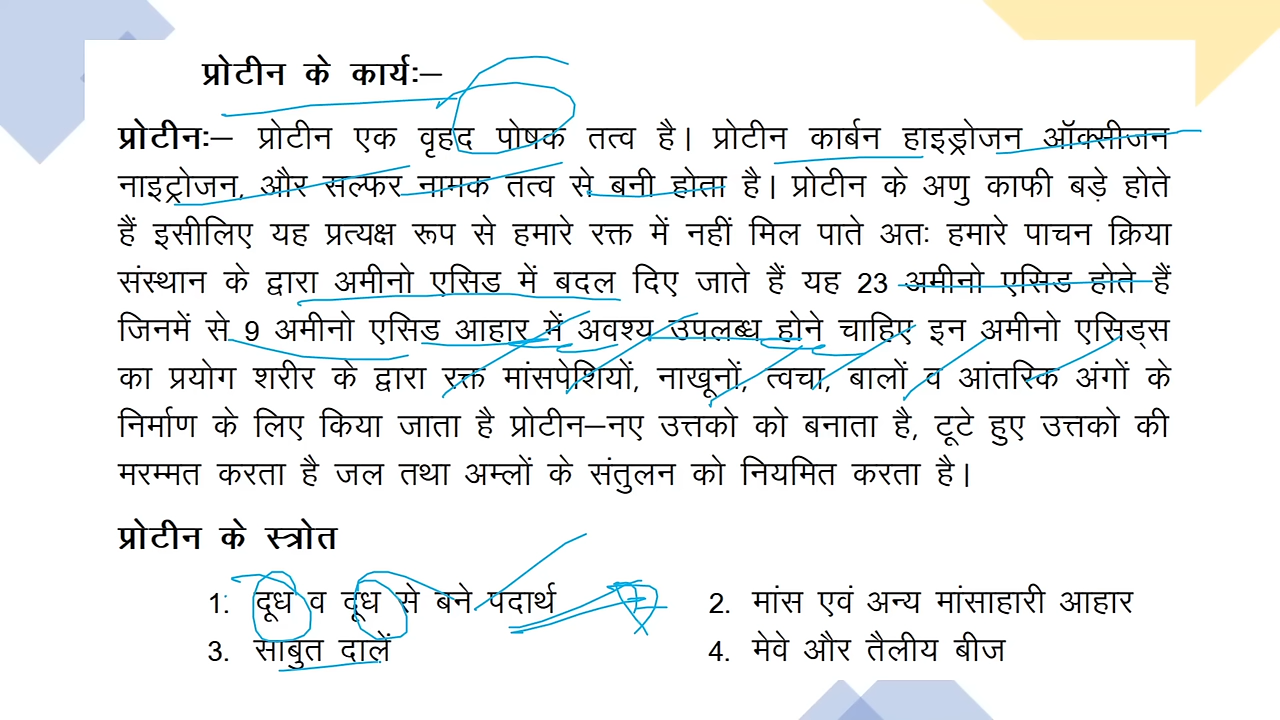 प्रोटीन के कार्यः–
प्रोटीनः– प्रोटीन एक वृहद पोषक तत्व है। प्रोटीन कार्बन हाइड्रोजन ऑक्सीजन
नाइट्रोजन, और सल्फर नामक तत्व से बनी होता है। प्रोटीन के अणु काफी बड़े होते
हैं इसीलिए यह प्रत्यक्ष रूप से हमारे रक्त में नहीं मिल पाते अतः हमारे पाचन क्रिया
संस्थान के द्वारा अमीनो एसिड में बदल दिए जाते हैं यह 23 अमीनो एसिड होते हैं
जिनमें से 9 अमीनो एसिड आहार में अवश्य उपलब्ध होने चाहिए इन अमीनो एसिड्स
का प्रयोग शरीर के द्वारा रक्त मांसपेशियों, नाखूनों, त्वचा, बालों व आंतरिक अंगों के
निर्माण के लिए किया जाता है प्रोटीन–नए उत्तको को बनाता है, टूटे हुए उत्तको की
मरम्मत करता है जल तथा अम्लों के संतुलन को नियमित करता है।
प्रोटीन के स्त्रोत
1: दूध व दूध से बने पदार्थ 2. मांस एवं अन्य मांसाहारी आहार
3. साबुत दालें 4. मेवे और तैलीय बीज